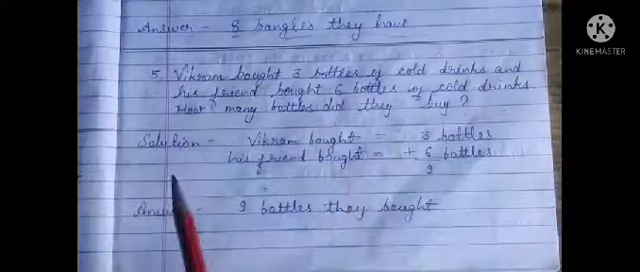 Answer - 8 bangles they have
5. Vikram bought 3 bottles of cold drinks and
his friend bought 6 bottles of cold drinks.
How many bottles did they buy ?
Solution - Vikram bought = 3 bottles
his friend bought = + 6 bottles
9
Answer - 9 bottles they bought
KINEMASTER